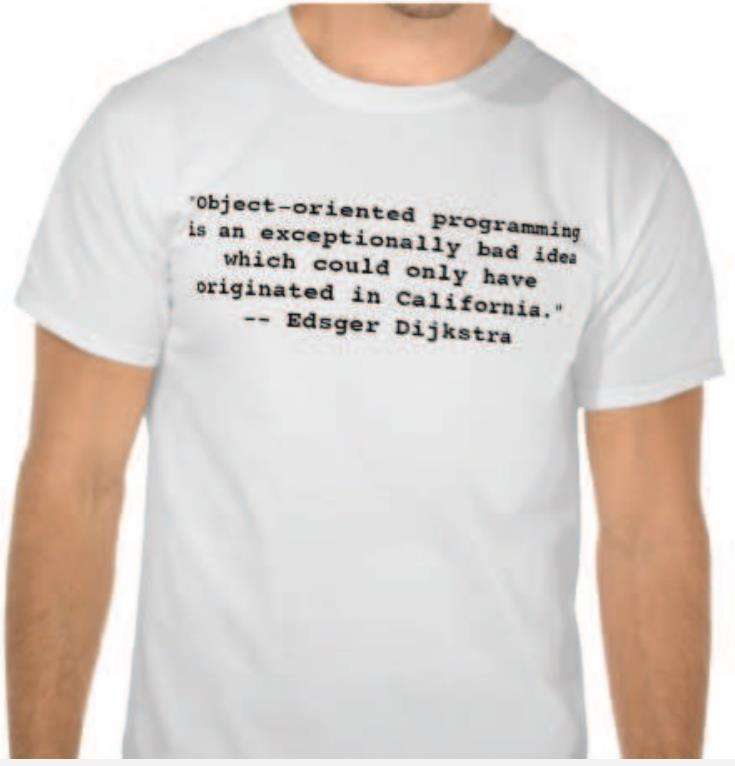 "Object-oriented programming
is an exceptionally bad idea
which could only have
originated in California."
-- Edsger Dijkstra